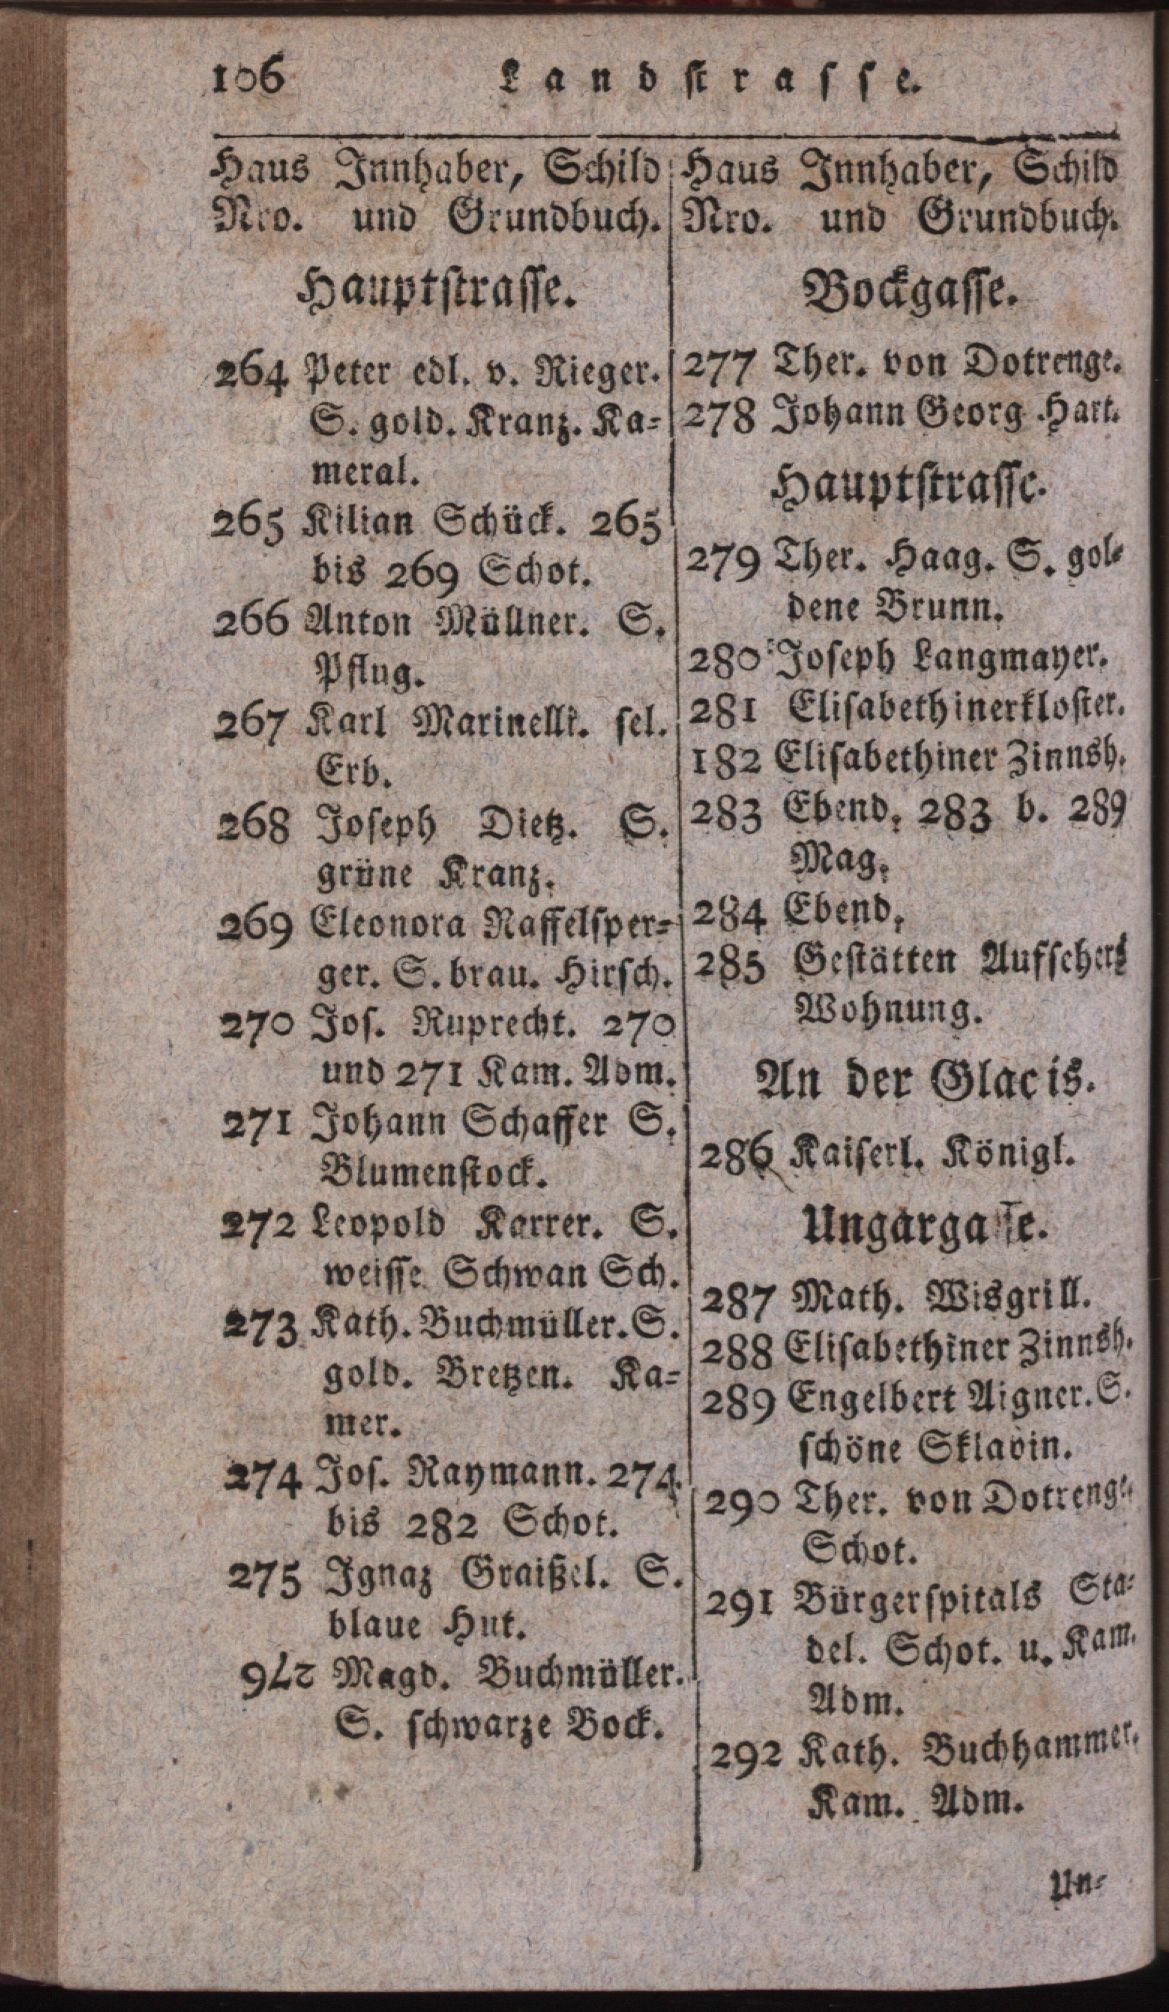 106 Landstrasse.
Haus Innhaber, Schild
Nro. und Grundbuch.
Hauptstrasse.
264 Peter edl. v. Rieger.
S. gold. Kranz. Ka-
meral.
265 Kilian Schück. 265
bis 269 Schot.
266 Anton Müllner. S.
Pflug.
267 Karl Marinelli. sel.
Erb.
268 Joseph Dietz. S.
grüne Kranz.
269 Eleonora Raffelsper-
ger. S. brau. Hirsch.
270 Jos. Ruprecht. 270
und 271 Kam. Adm.
271 Johann Schaffer S.
Blumenstock.
272 Leopold Karrer. S.
weisse Schwan Sch.
273 Kath. Buchmüller. S.
gold. Bretzen. Ka-
mer.
274 Jos. Raymann. 274.
bis 282 Schot.
275 Ignaz Graißel. S.
blaue Hut.
276 Magd. Buchmüller.
S. schwarze Bock.
Haus Innhaber, Schild
Nro. und Grundbuch.
Bockgasse.
277 Ther. von Dotrenge.
278 Johann Georg Hart.
Hauptstrasse.
279 Ther. Haag. S. gol-
dene Brunn.
280 Joseph Langmayer.
281 Elisabethinerkloster.
182 Elisabethiner Zinnsh.
283 Ebend. 283 b. 289
Mag.
284 Ebend.
285 Gestätten Aufsehers
Wohnung.
An der Glacis.
286 Kaiserl. Königl.
Ungargasse.
287 Math. Wisgrill.
288 Elisabethiner Zinnsh.
289 Engelbert Aigner. S.
schöne Sklavin.
290 Ther. von Dotrenge.
Schot.
291 Bürgerspitals Sta-
del. Schot. u. Kam.
Adm.
292 Kath. Buchhammer.
Kam. Adm.
Un-